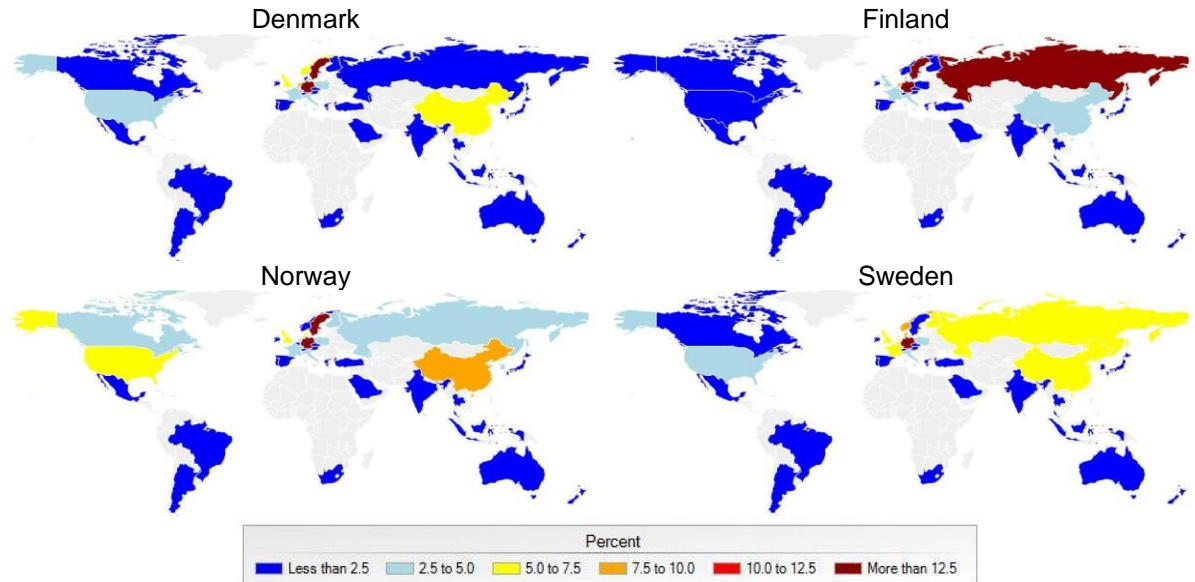 Denmark
Finland
Norway
Sweden
Percent
Less than 2.5 2.5 to 5.0 5.0 to 7.5 7.5 to 10.0 10.0 to 12.5 More than 12.5